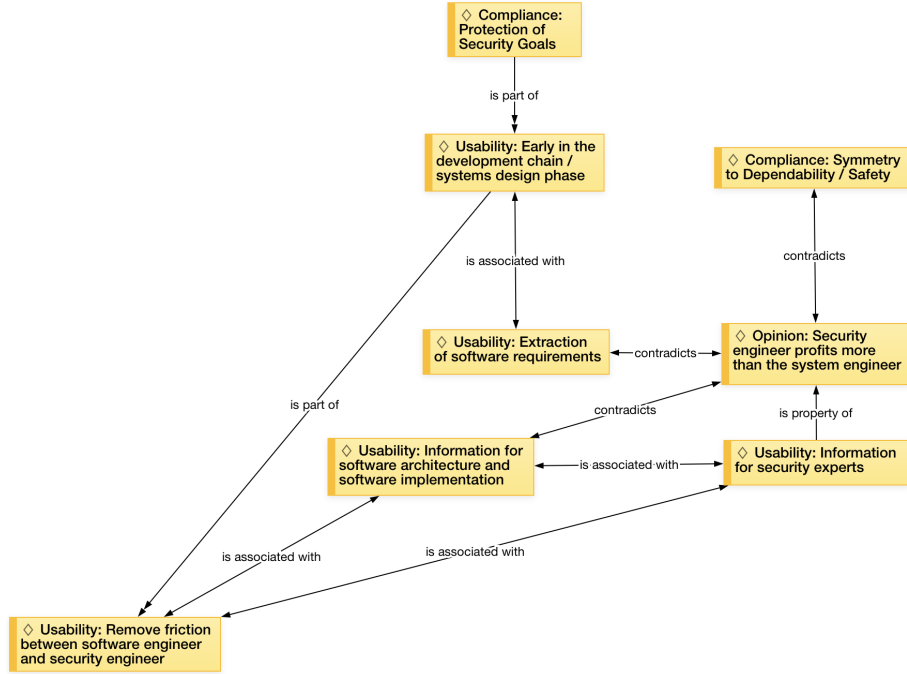 ◇ Compliance:
Protection of
Security Goals
is part of
◇ Usability: Early in the
development chain /
systems design phase
◇ Compliance: Symmetry
to Dependability / Safety
is associated with
contradicts
◇ Usability: Extraction
of software requirements
contradicts
◇ Opinion: Security
engineer profits more
than the system engineer
is part of
contradicts
is property of
◇ Usability: Information for
software architecture and
software implementation
is associated with
◇ Usability: Information
for security experts
is associated with
is associated with
◇ Usability: Remove friction
between software engineer
and security engineer